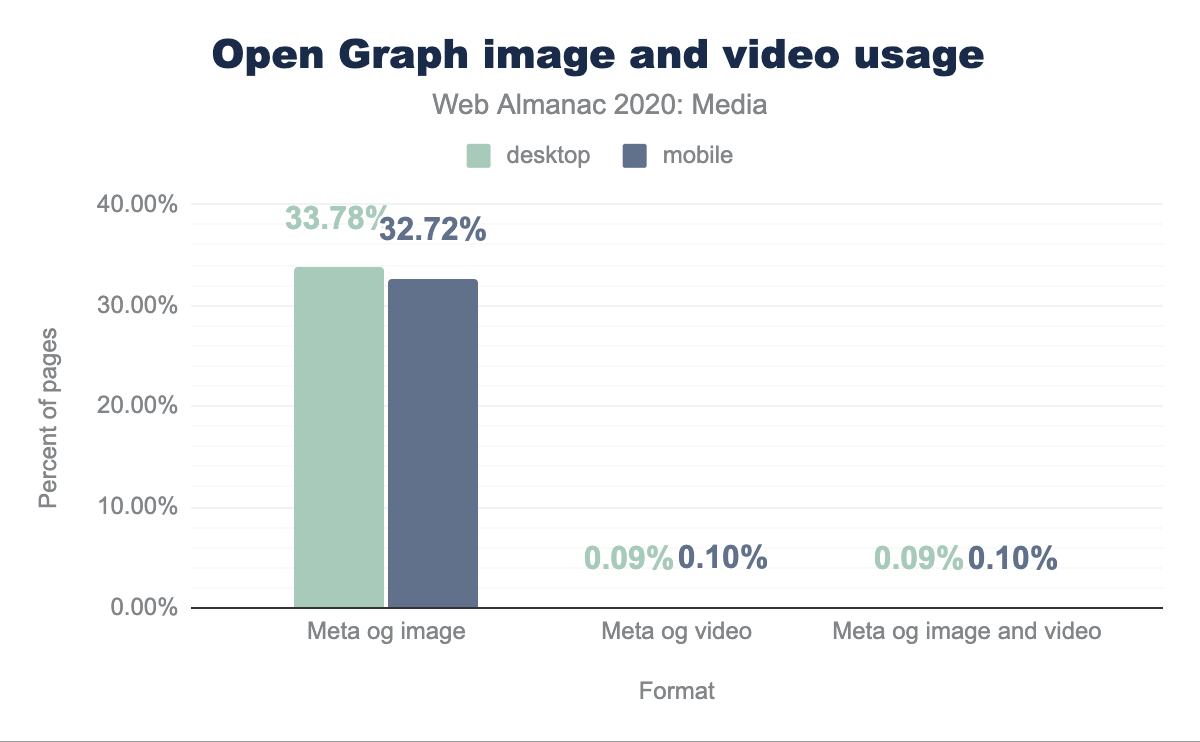 Open Graph image and video usage
Web Almanac 2020: Media
desktop mobile
40.00%
33.78% 32.72%
30.00%
Percent of pages
20.00%
10.00%
0.09% 0.10% 0.09% 0.10%
0.00%
Meta og image Meta og video Meta og image and video
Format